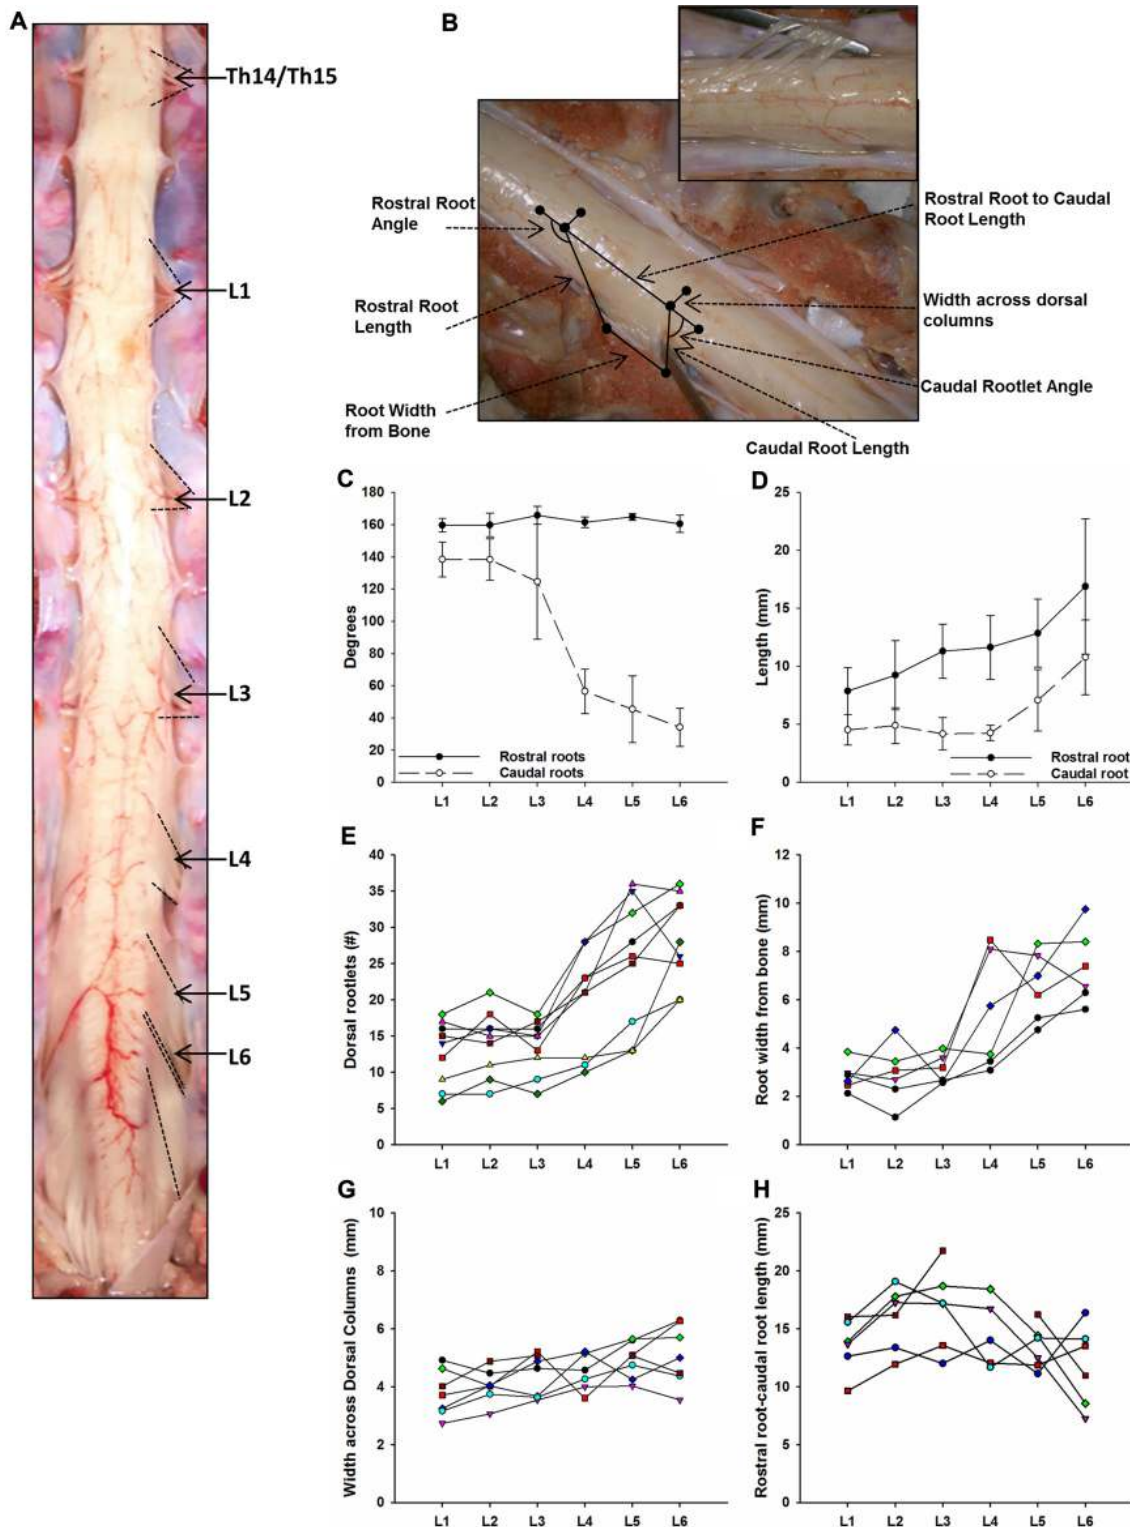 A
Th14/Th15
L1
L2
L3
L4
L5
L6
B
Rostral Root
Angle
Rostral Root
Length
Root Width
from Bone
Rostral Root to Caudal
Root Length
Width across dorsal
columns
Caudal Rootlet Angle
Caudal Root Length
C
180
160
140
120
100
80
60
40
20
0
Degrees
Rostral roots
Caudal roots
L1 L2 L3 L4 L5 L6
D
25
20
15
10
5
0
Length (mm)
Rostral root
Caudal root
L1 L2 L3 L4 L5 L6
E
40
35
30
25
20
15
10
5
0
Dorsal rootlets (#)
L1 L2 L3 L4 L5 L6
F
12
10
8
6
4
2
0
Root width from bone (mm)
L1 L2 L3 L4 L5 L6
G
10
8
6
4
2
0
Width across Dorsal Columns (mm)
L1 L2 L3 L4 L5 L6
H
25
20
15
10
5
0
Rostral root-caudal root length (mm)
L1 L2 L3 L4 L5 L6